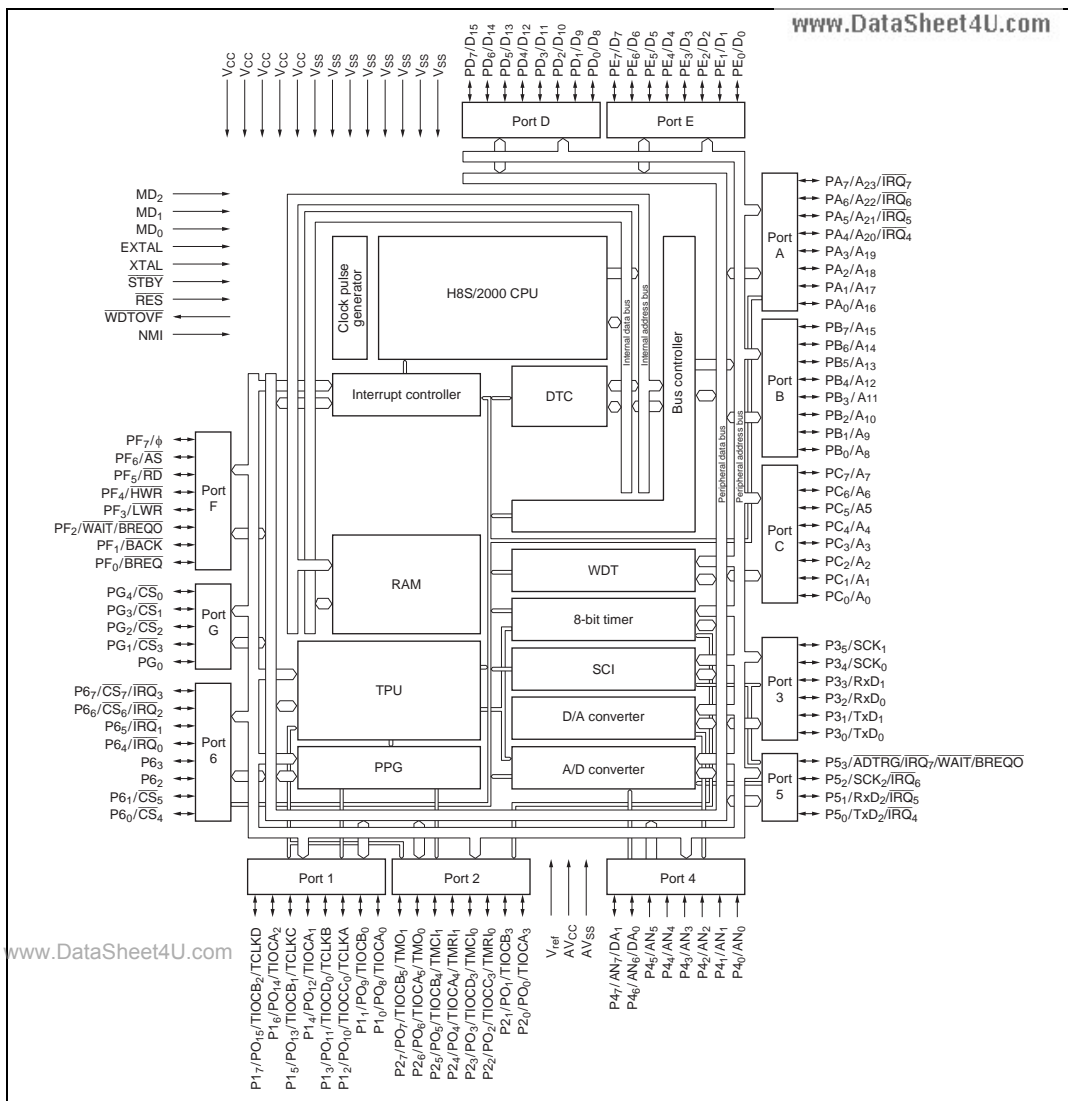 www.DataSheet4U.com
VCC
VCC
VCC
VCC
VCC
VSS
VSS
VSS
VSS
VSS
VSS
VSS
VSS
PD7/D15
PD6/D14
PD5/D13
PD4/D12
PD3/D11
PD2/D10
PD1/D9
PD0/D8
PE7/D7
PE6/D6
PE5/D5
PE4/D4
PE3/D3
PE2/D2
PE1/D1
PE0/D0
Port D
Port E
MD2
MD1
MD0
EXTAL
XTAL
STBY
RES
WDTOVF
NMI
Clock pulse
generator
H8S/2000 CPU
Internal data bus
Internal address bus
Bus controller
Peripheral data bus
Peripheral address bus
Interrupt controller
DTC
Port
A
PA7/A23/IRQ7
PA6/A22/IRQ6
PA5/A21/IRQ5
PA4/A20/IRQ4
PA3/A19
PA2/A18
PA1/A17
PA0/A16
Port
B
PB7/A15
PB6/A14
PB5/A13
PB4/A12
PB3/A11
PB2/A10
PB1/A9
PB0/A8
PF7/ϕ
PF6/AS
PF5/RD
PF4/HWR
PF3/LWR
PF2/WAIT/BREQO
PF1/BACK
PF0/BREQ
Port
F
Port
C
PC7/A7
PC6/A6
PC5/A5
PC4/A4
PC3/A3
PC2/A2
PC1/A1
PC0/A0
PG4/CS0
PG3/CS1
PG2/CS2
PG1/CS3
PG0
Port
G
RAM
WDT
8-bit timer
SCI
D/A converter
A/D converter
TPU
PPG
P67/CS7/IRQ3
P66/CS6/IRQ2
P65/IRQ1
P64/IRQ0
P63
P62
P61/CS5
P60/CS4
Port
6
Port
3
P35/SCK1
P34/SCK0
P33/RxD1
P32/RxD0
P31/TxD1
P30/TxD0
Port
5
P53/ADTRG/IRQ7/WAIT/BREQO
P52/SCK2/IRQ6
P51/RxD2/IRQ5
P50/TxD2/IRQ4
Port 1
Port 2
Port 4
P17/PO15/TIOCB2/TCLKD
P16/PO14/TIOCA2
P15/PO13/TIOCB1/TCLKC
P14/PO12/TIOCA1
P13/PO11/TIOCD0/TCLKB
P12/PO10/TIOCC0/TCLKA
P11/PO9/TIOCB0
P10/PO8/TIOCA0
P27/PO7/TIOCB5/TMO1
P26/PO6/TIOCA5/TMO0
P25/PO5/TIOCB4/TMCI1
P24/PO4/TIOCA4/TMRI1
P23/PO3/TIOCD3/TMCI0
P22/PO2/TIOCC3/TMRI0
P21/PO1/TIOCB3
P20/PO0/TIOCA3
Vref
AVCC
AVSS
P47/AN7/DA1
P46/AN6/DA0
P45/AN5
P44/AN4
P43/AN3
P42/AN2
P41/AN1
P40/AN0
www.DataSheet4U.com